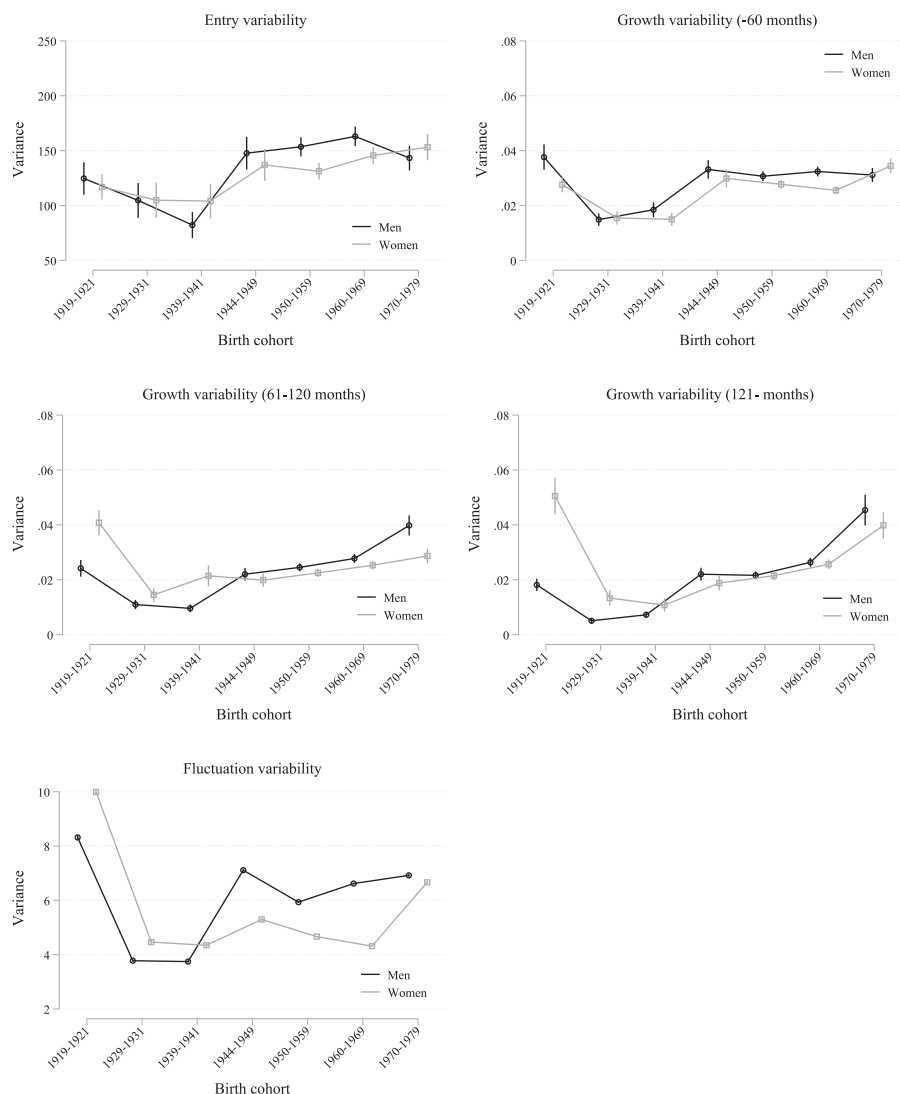 Entry variability
250
200
150
100
50
Variance
Men
Women
1919-1921
1929-1931
1939-1941
1944-1949
1950-1959
1960-1969
1970-1979
Birth cohort
Growth variability (-60 months)
.08
.06
.04
.02
0
Variance
Men
Women
1919-1921
1929-1931
1939-1941
1944-1949
1950-1959
1960-1969
1970-1979
Birth cohort
Growth variability (61-120 months)
.08
.06
.04
.02
0
Variance
Men
Women
1919-1921
1929-1931
1939-1941
1944-1949
1950-1959
1960-1969
1970-1979
Birth cohort
Growth variability (121- months)
.08
.06
.04
.02
0
Variance
Men
Women
1919-1921
1929-1931
1939-1941
1944-1949
1950-1959
1960-1969
1970-1979
Birth cohort
Fluctuation variability
10
8
6
4
2
Variance
Men
Women
1919-1921
1929-1931
1939-1941
1944-1949
1950-1959
1960-1969
1970-1979
Birth cohort